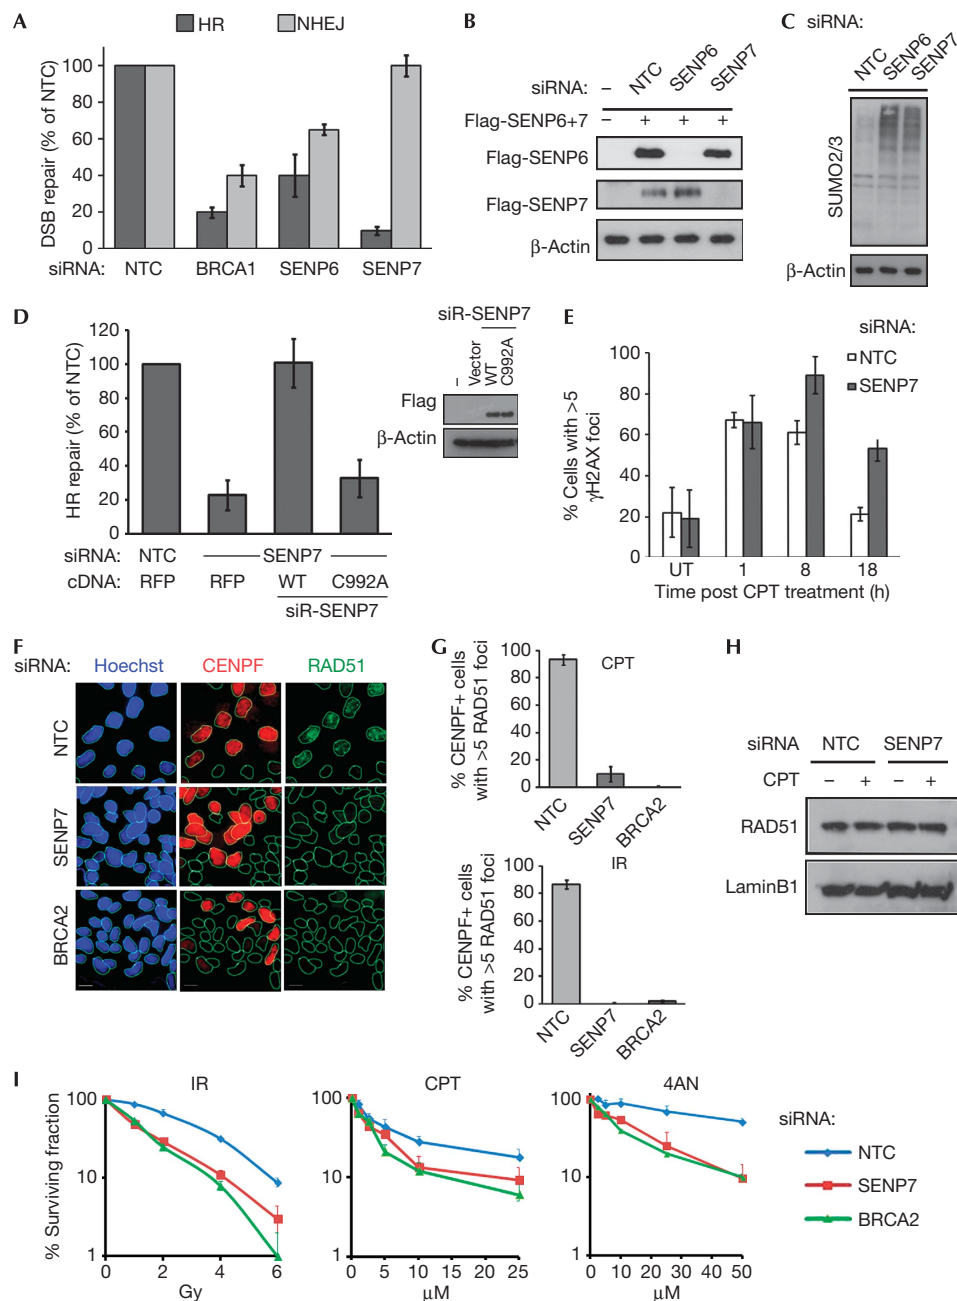 A
HR
NHEJ
DSB repair (% of NTC)
100
80
60
40
20
0
siRNA:
NTC
BRCA1
SENP6
SENP7
B
siRNA:
–
NTC
SENP6
SENP7
Flag-SENP6+7
–
+
+
+
Flag-SENP6
Flag-SENP7
β-Actin
C
siRNA:
NTC
SENP6
SENP7
SUMO2/3
β-Actin
D
HR repair (% of NTC)
120
100
80
60
40
20
0
siRNA:
NTC
SENP7
cDNA:
RFP
RFP
WT
C992A
siR-SENP7
siR-SENP7
–
Vector
WT
C992A
Flag
β-Actin
E
siRNA:
NTC
SENP7
% Cells with >5
γH2AX foci
100
80
60
40
20
0
UT
1
8
18
Time post CPT treatment (h)
F
siRNA:
Hoechst
CENPF
RAD51
NTC
SENP7
BRCA2
G
CPT
% CENPF+ cells
with >5 RAD51 foci
100
80
60
40
20
0
NTC
SENP7
BRCA2
IR
% CENPF+ cells
with >5 RAD51 foci
100
80
60
40
20
0
NTC
SENP7
BRCA2
H
siRNA
NTC
SENP7
CPT
–
+
–
+
RAD51
LaminB1
I
% Surviving fraction
IR
100
10
1
0
2
4
6
Gy
CPT
100
10
1
0
5
10
15
20
25
μM
4AN
100
10
1
0
10
20
30
40
50
μM
siRNA:
NTC
SENP7
BRCA2